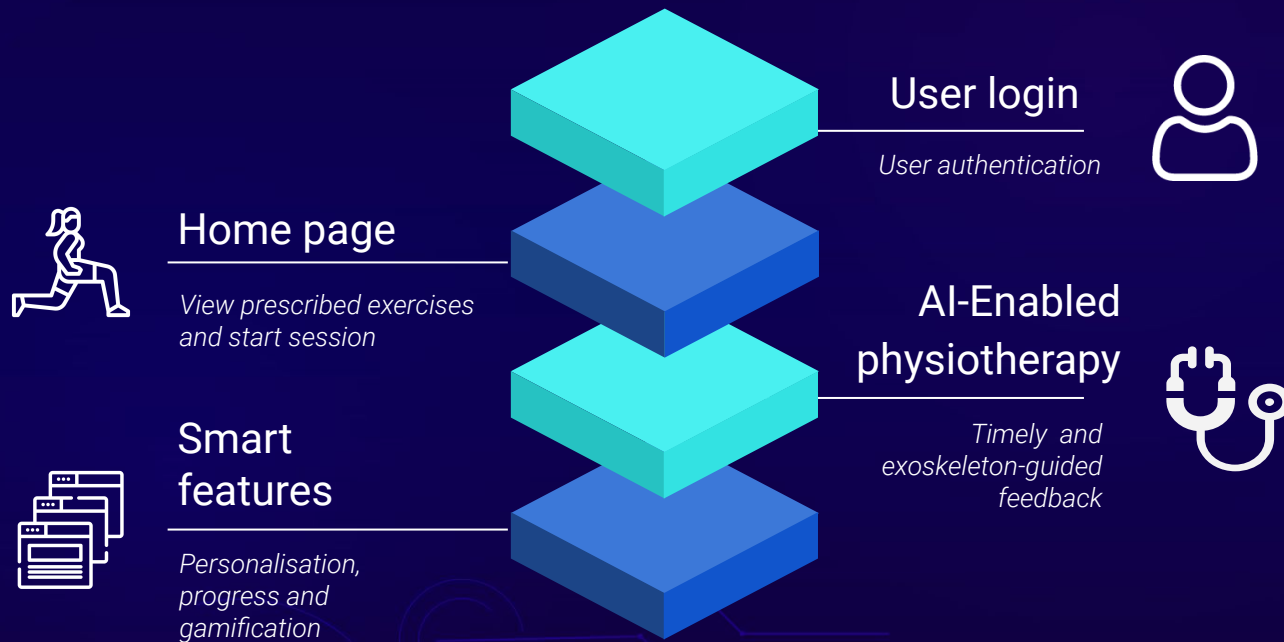 User login
User authentication
Home page
View prescribed exercises
and start session
AI-Enabled
physiotherapy
Timely and
exoskeleton-guided
feedback
Smart
features
Personalisation,
progress and
gamification